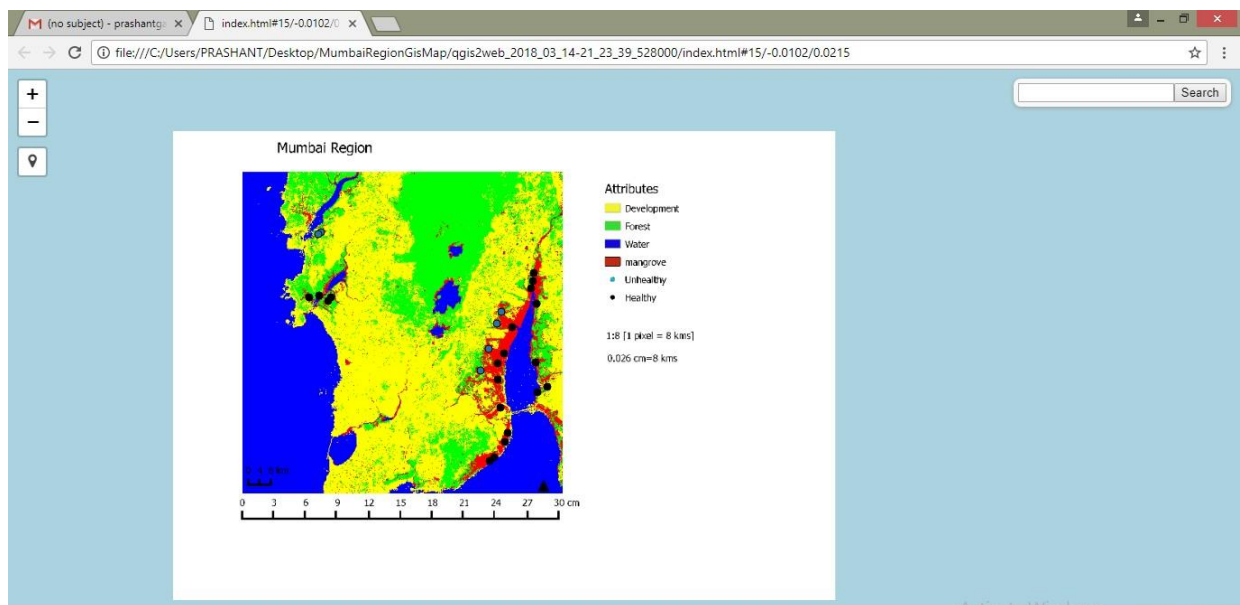 (no subject) - prashantga
index.html#15/-0.0102/0
file:///C:/Users/PRASHANT/Desktop/MumbaiRegionGisMap/qgis2web_2018_03_14-21_23_39_528000/index.html#15/-0.0102/0.0215
+
−
Search
Mumbai Region
Attributes
Development
Forest
Water
mangrove
Unhealthy
Healthy
1:8 [1 pixel = 8 kms]
0.026 cm=8 kms
0 3 6 9 12 15 18 21 24 27 30 cm